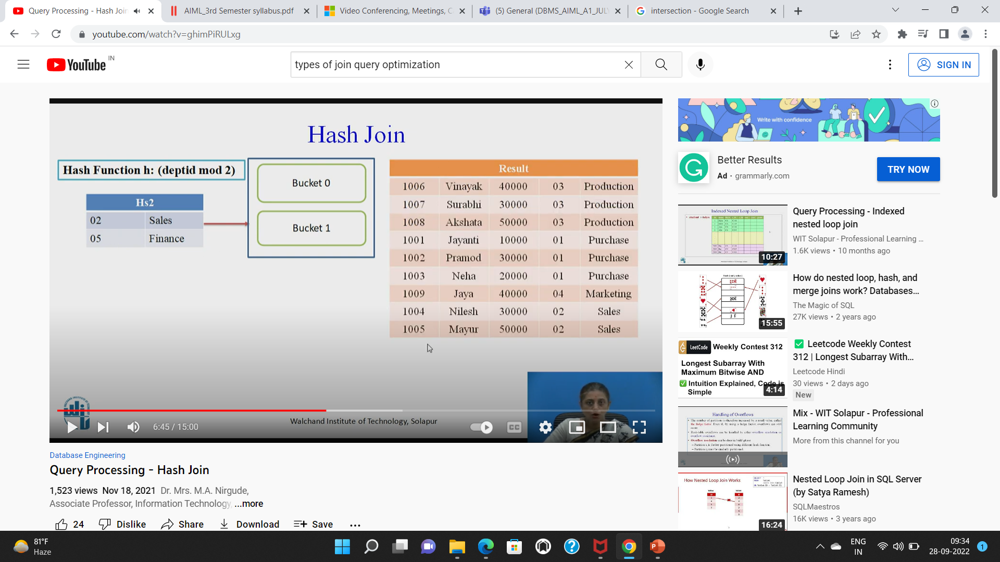 Query Processing - Hash Join
AIML_3rd Semester syllabus.pdf
Video Conferencing, Meetings, C
(5) General (DBMS_AIML_A1_JULY
intersection - Google Search
youtube.com/watch?v=ghimPiRULxg
YouTube IN
types of join query optimization
SIGN IN
Hash Join
Hash Function h: (deptid mod 2)
Hs2
02 Sales
05 Finance
Bucket 0
Bucket 1
Result
1006 Vinayak 40000 03 Production
1007 Surabhi 30000 03 Production
1008 Akshata 50000 03 Production
1001 Jayanti 10000 01 Purchase
1002 Pramod 30000 01 Purchase
1003 Neha 20000 01 Purchase
1009 Jaya 40000 04 Marketing
1004 Nilesh 30000 02 Sales
1005 Mayur 50000 02 Sales
Walchand Institute of Technology, Solapur
6:45 / 15:00
CC
Database Engineering
Query Processing - Hash Join
1,523 views Nov 18, 2021 Dr. Mrs. M.A. Nirgude,
Associate Professor, Information Technology, ...more
24 Dislike Share Download Save ...
Write with confidence
Better Results
Ad · grammarly.com
TRY NOW
Indexed Nested Loop Join
10:27
Query Processing - Indexed
nested loop join
WIT Solapur - Professional Learning ...
1.6K views • 10 months ago
15:55
How do nested loop, hash, and
merge joins work? Databases...
The Magic of SQL
27K views • 2 years ago
LeetCode Weekly Contest 312
Longest Subarray With
Maximum Bitwise AND
Intuition Explained, Code is
Simple
4:14
Leetcode Weekly Contest
312 | Longest Subarray With...
Leetcode Hindi
30 views • 2 days ago
New
Handling of Overflows
Mix - WIT Solapur - Professional
Learning Community
More from this channel for you
How Nested Loop Join Works
16:24
Nested Loop Join in SQL Server
(by Satya Ramesh)
SQLMaestros
16K views • 3 years ago
81°F
Haze
ENG
IN
09:34
28-09-2022
1